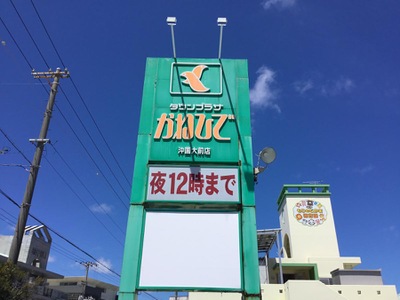 タウンプラザ
かねひで
沖国大前店
夜12時まで